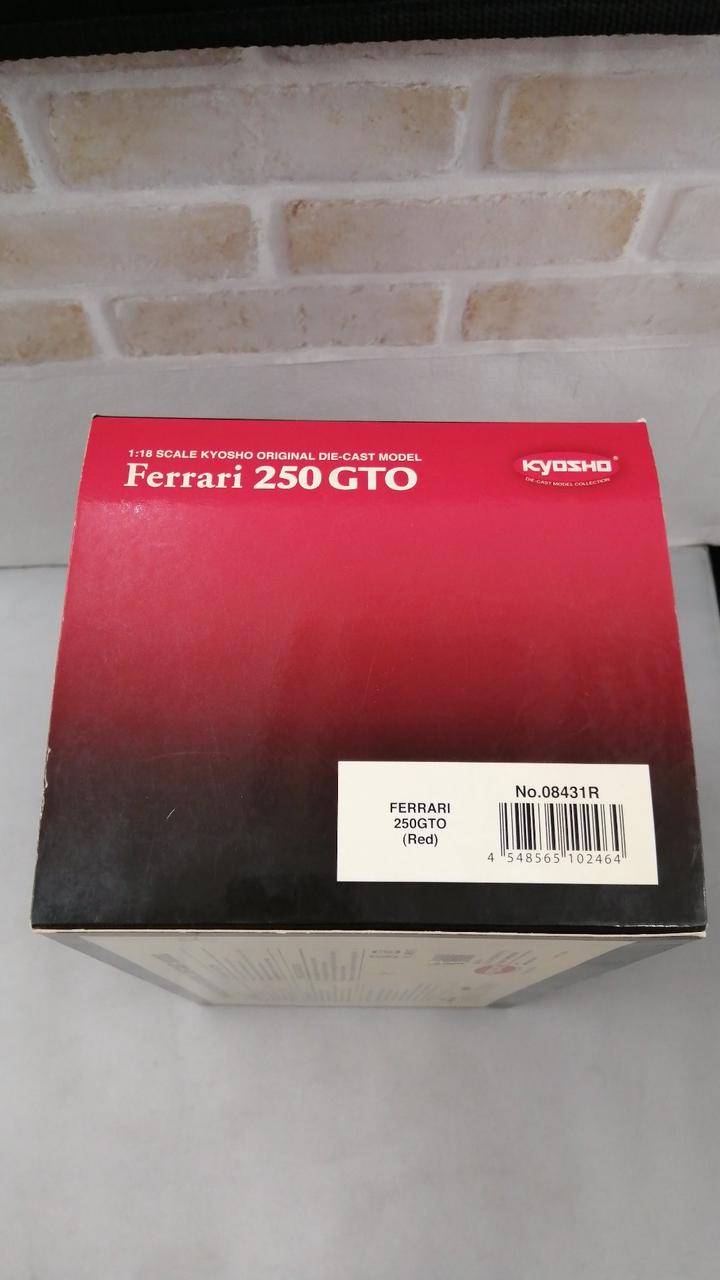 1:18 SCALE KYOSHO ORIGINAL DIE-CAST MODEL
Ferrari 250 GTO
KYOSHO®
DIE-CAST MODEL COLLECTION
No.08431R
FERRARI
250GTO
(Red)
4 548565 102464